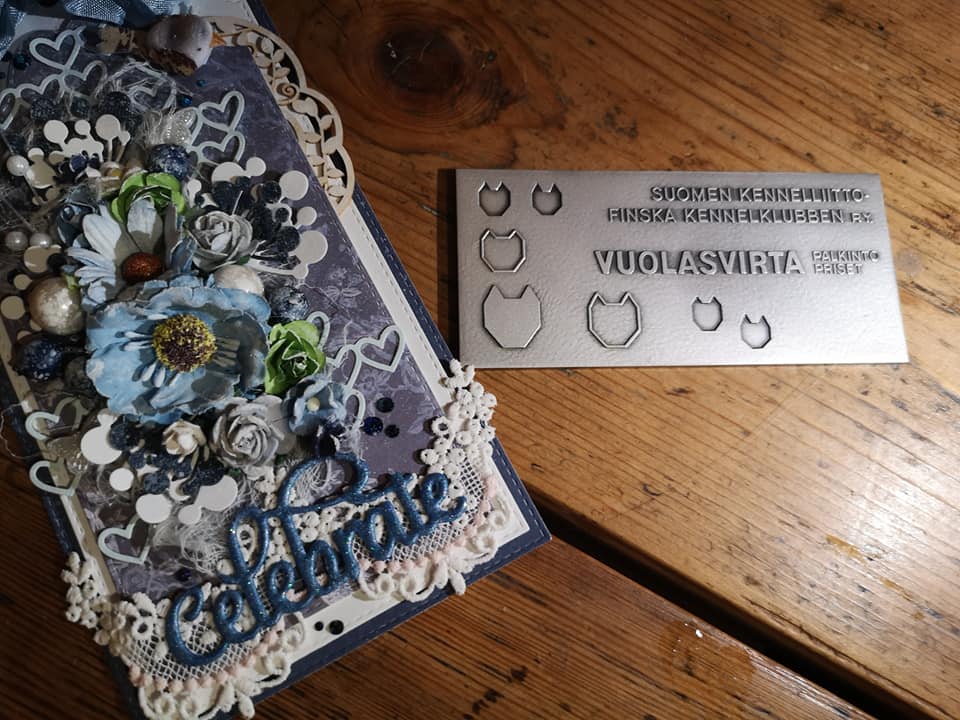 SUOMEN KENNELLIITTO-
FINSKA KENNELKLUBBEN R.Y.
VUOLASVIRTA PALKINTO
PRISET
celebrate